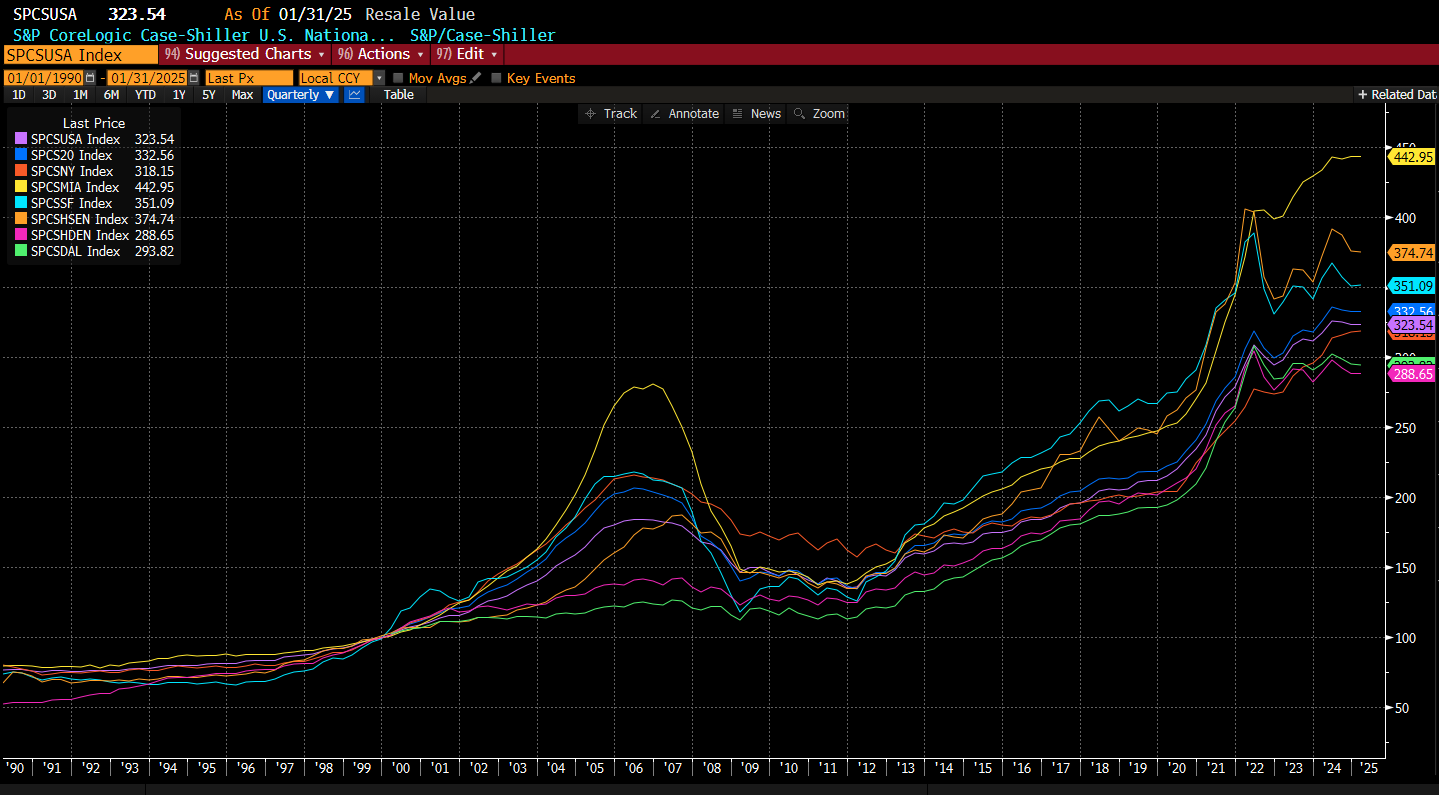 SPCSUSA 323.54 As Of 01/31/25 Resale Value
S&P CoreLogic Case-Shiller U.S. Nationa... S&P/Case-Shiller
SPCSUSA Index 94) Suggested Charts 96) Actions 97) Edit
01/01/1990 - 01/31/2025 Last Px Local CCY Mov Avgs Key Events
1D 3D 1M 6M YTD 1Y 5Y Max Quarterly ▼ Table + Related Dat
Track Annotate News Zoom
Last Price
SPCSUSA Index 323.54
SPCS20 Index 332.56
SPCSNY Index 318.15
SPCSMIA Index 442.95
SPCSSF Index 351.09
SPCSHSEN Index 374.74
SPCSHDEN Index 288.65
SPCSDAL Index 293.82
450
442.95
400
374.74
351.09
332.56
323.54
318.15
300
293.82
288.65
250
200
150
100
50
'90 '91 '92 '93 '94 '95 '96 '97 '98 '99 '00 '01 '02 '03 '04 '05 '06 '07 '08 '09 '10 '11 '12 '13 '14 '15 '16 '17 '18 '19 '20 '21 '22 '23 '24 '25